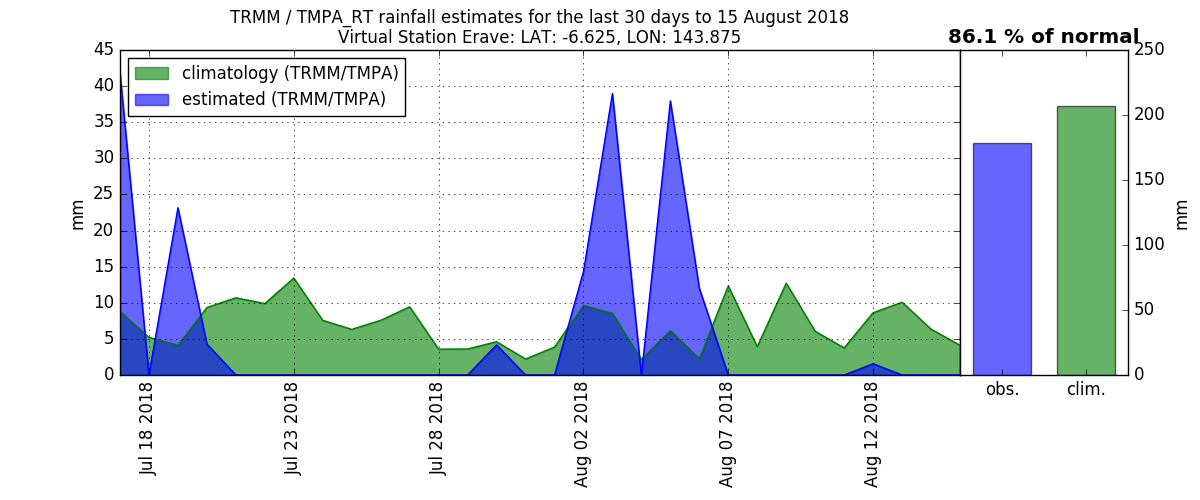 TRMM / TMPA_RT rainfall estimates for the last 30 days to 15 August 2018
Virtual Station Erave: LAT: -6.625, LON: 143.875
86.1 % of normal
climatology (TRMM/TMPA)
estimated (TRMM/TMPA)
mm
45
40
35
30
25
20
15
10
5
0
Jul 18 2018
Jul 23 2018
Jul 28 2018
Aug 02 2018
Aug 07 2018
Aug 12 2018
obs.
clim.
250
200
150
100
50
0
mm